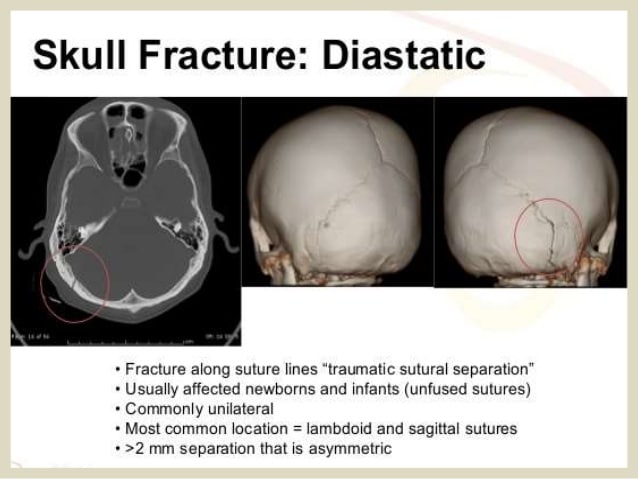 Skull Fracture: Diastatic
• Fracture along suture lines “traumatic sutural separation”
• Usually affected newborns and infants (unfused sutures)
• Commonly unilateral
• Most common location = lambdoid and sagittal sutures
• >2 mm separation that is asymmetric